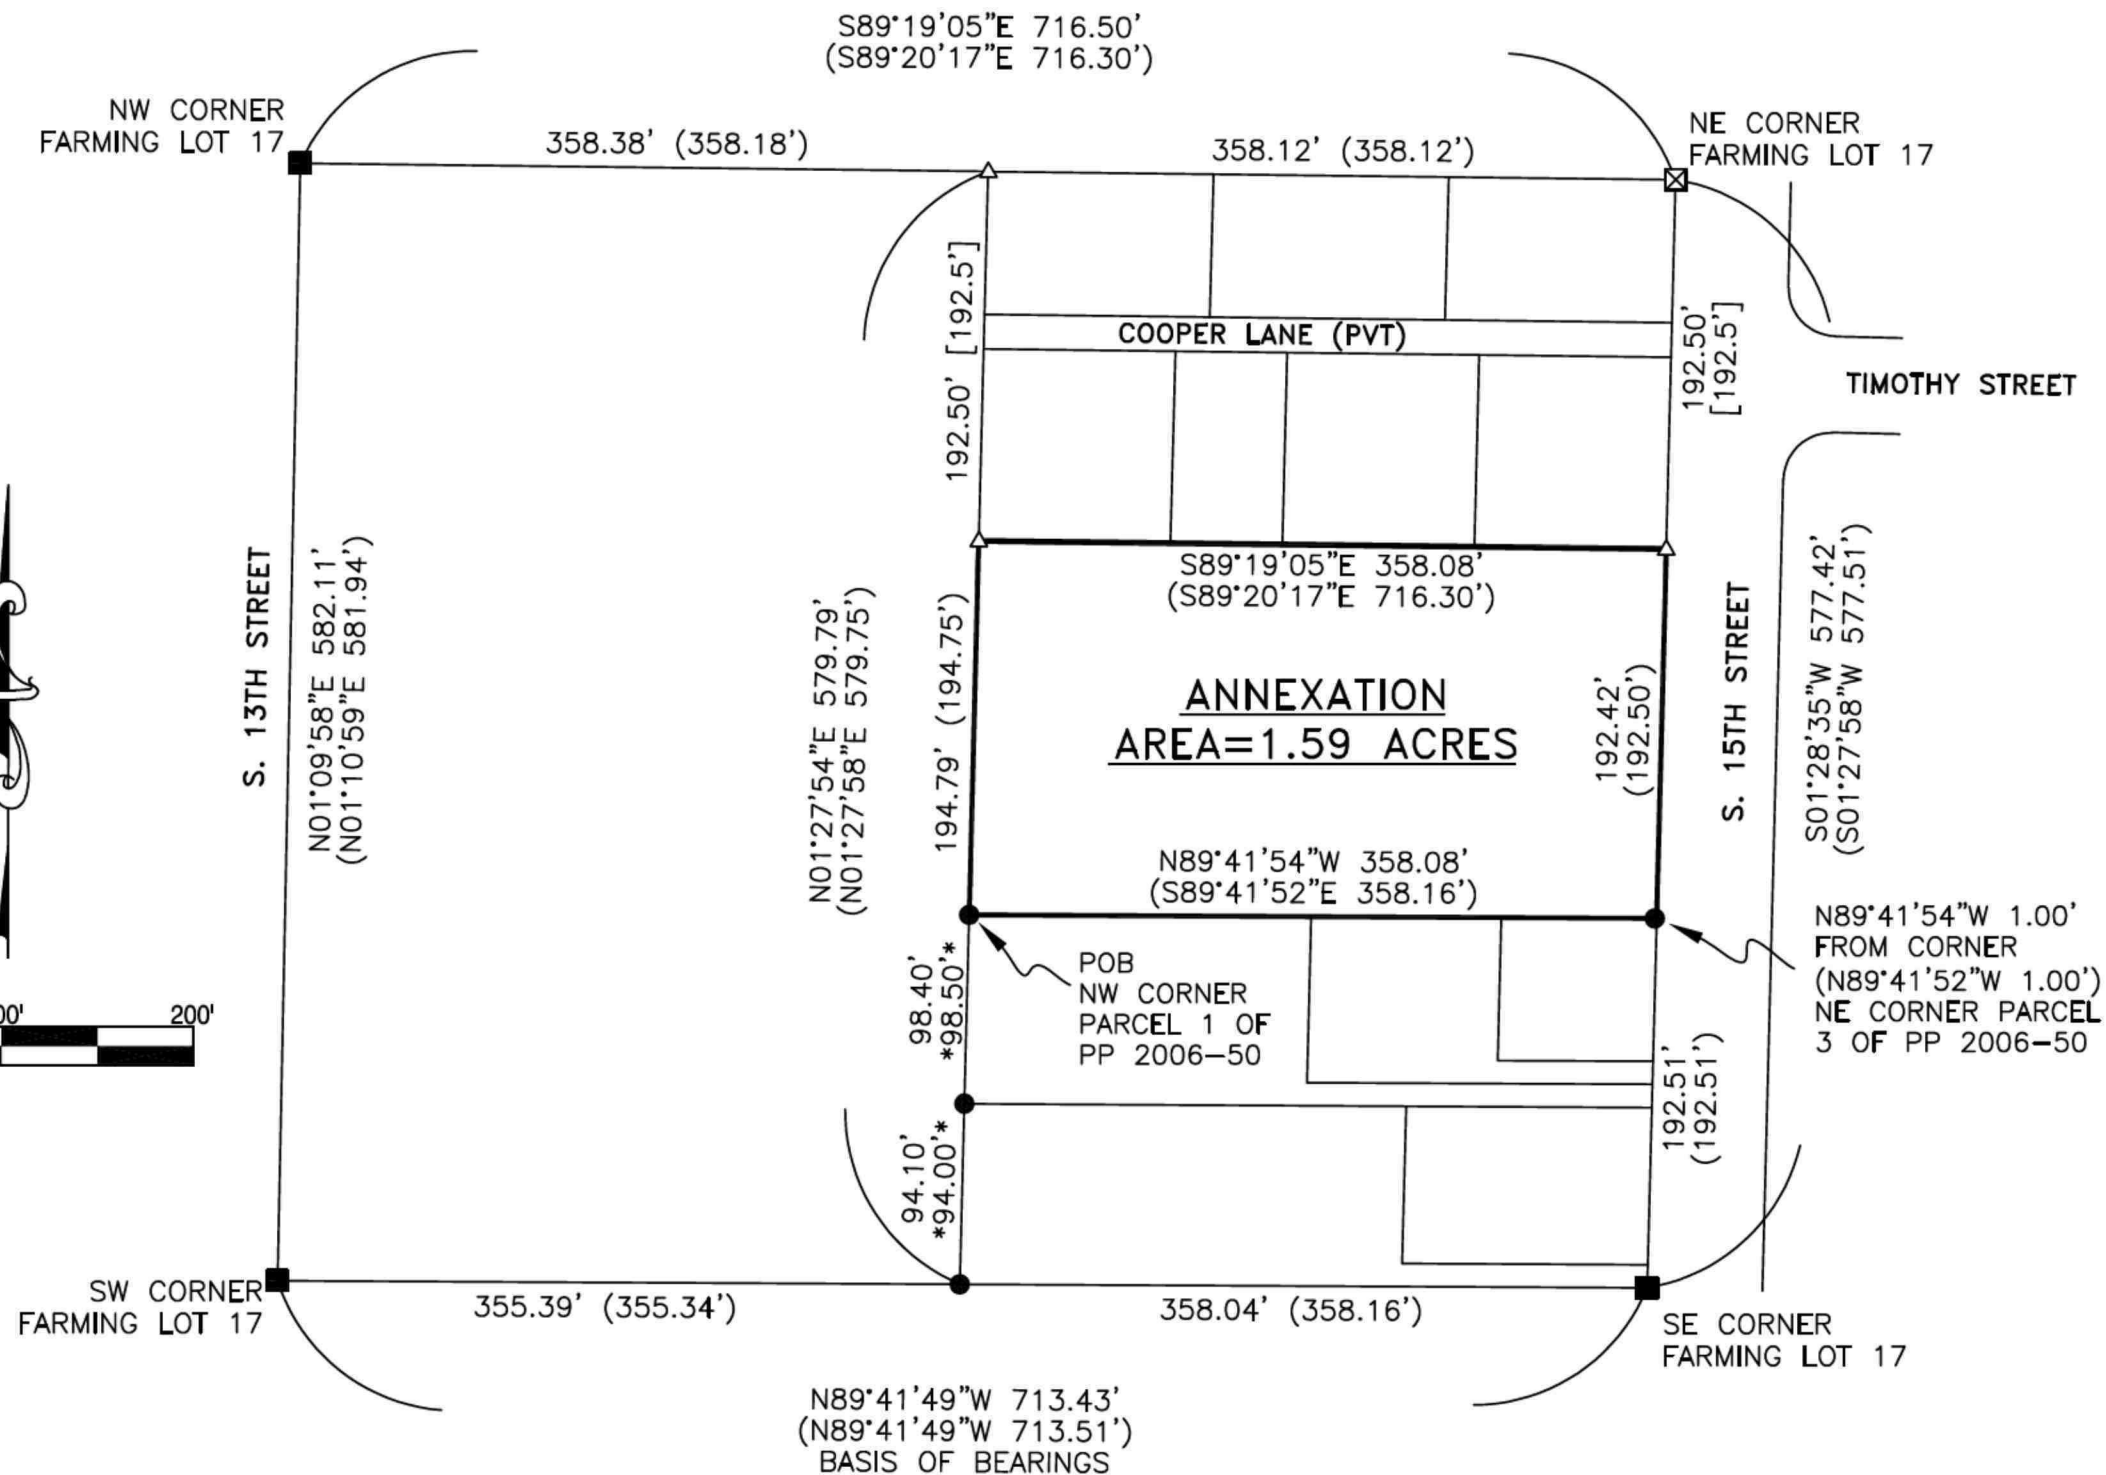 S89°19'05"E 716.50'
(S89°20'17"E 716.30')
NW CORNER
FARMING LOT 17
358.38' (358.18')
358.12' (358.12')
NE CORNER
FARMING LOT 17
192.50' [192.5']
COOPER LANE (PVT)
192.50'
[192.5']
TIMOTHY STREET
S. 13TH STREET
N01°09'58"E 582.11'
(N01°10'59"E 581.94')
N01°27'54"E 579.79'
(N01°27'58"E 579.75')
194.79' (194.75')
S89°19'05"E 358.08'
(S89°20'17"E 716.30')
ANNEXATION
AREA=1.59 ACRES
192.42'
(192.50')
S. 15TH STREET
S01°28'35"W 577.42'
(S01°27'58"W 577.51')
N89°41'54"W 358.08'
(S89°41'52"E 358.16')
POB
NW CORNER
PARCEL 1 OF
PP 2006-50
N89°41'54"W 1.00'
FROM CORNER
(N89°41'52"W 1.00')
NE CORNER PARCEL
3 OF PP 2006-50
200'
98.40'
*98.50'*
94.10'
*94.00'*
192.51'
(192.51')
SW CORNER
FARMING LOT 17
355.39' (355.34')
358.04' (358.16')
SE CORNER
FARMING LOT 17
N89°41'49"W 713.43'
(N89°41'49"W 713.51')
BASIS OF BEARINGS